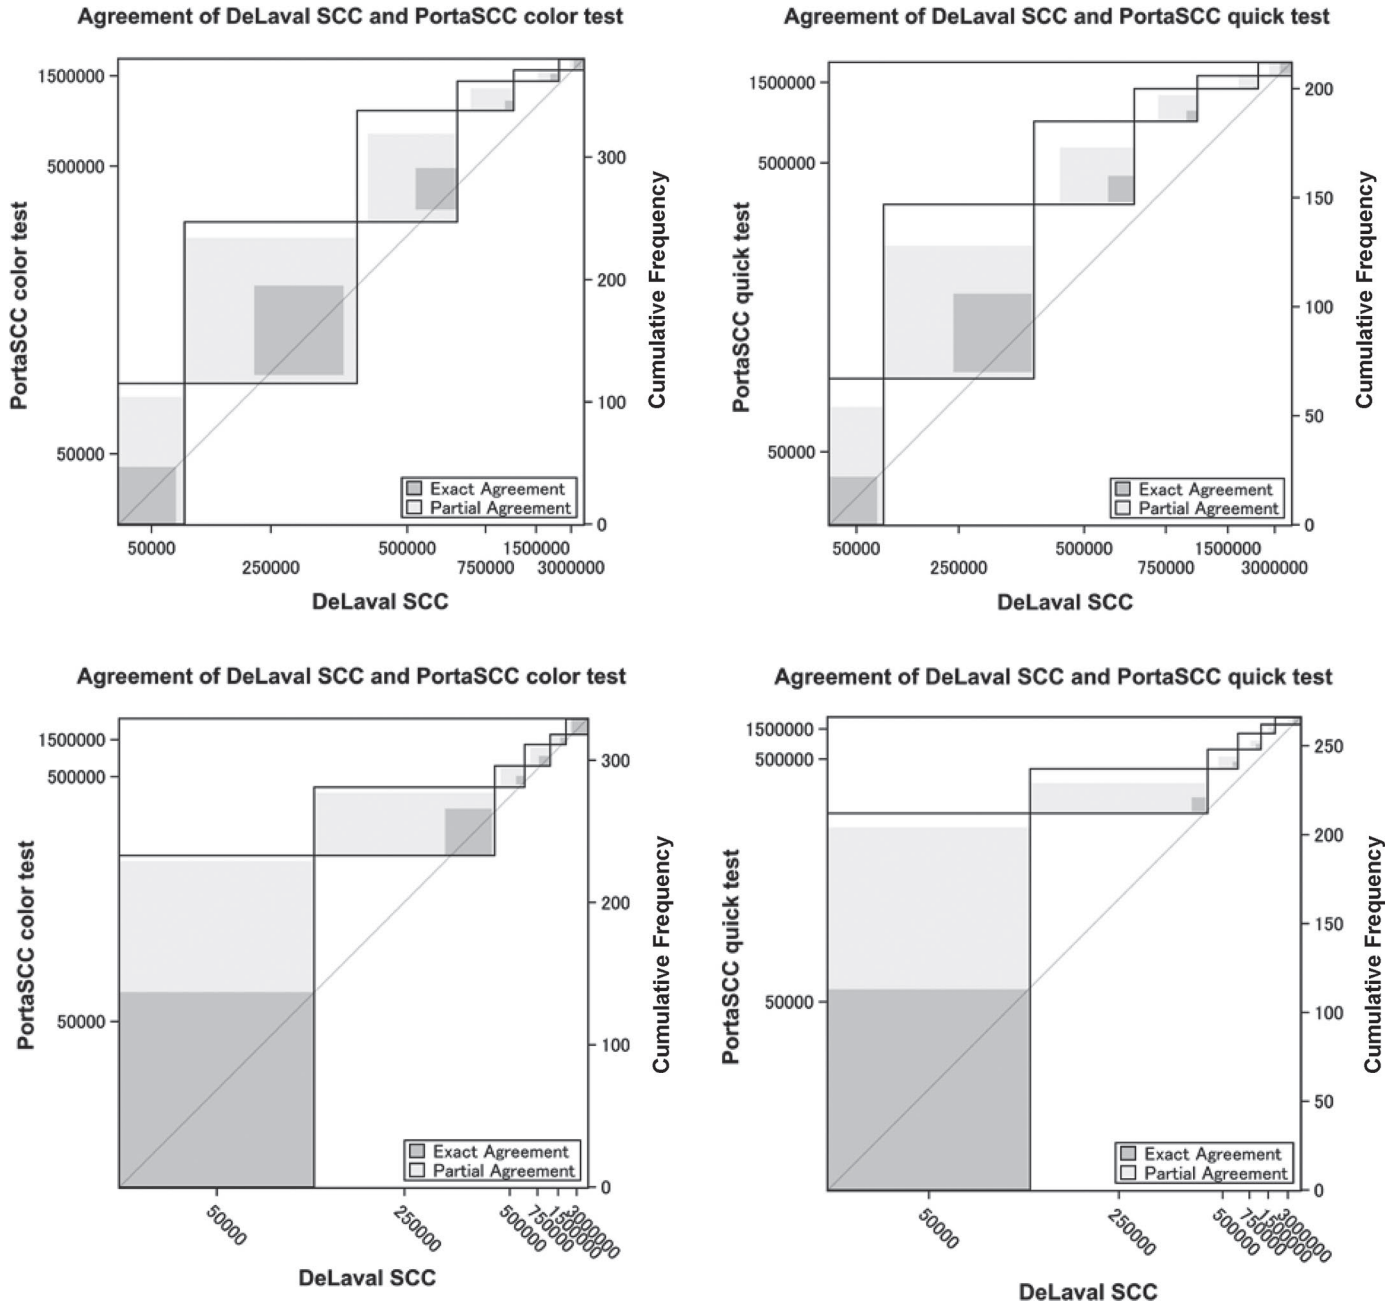 Agreement of DeLaval SCC and PortaSCC color test
1500000
500000
50000
PortaSCC color test
300
200
100
0
Cumulative Frequency
Exact Agreement
Partial Agreement
50000
250000
500000
750000
1500000
3000000
DeLaval SCC
Agreement of DeLaval SCC and PortaSCC quick test
1500000
500000
50000
PortaSCC quick test
200
150
100
50
0
Cumulative Frequency
Exact Agreement
Partial Agreement
50000
250000
500000
750000
1500000
3000000
DeLaval SCC
Agreement of DeLaval SCC and PortaSCC color test
1500000
500000
50000
PortaSCC color test
300
200
100
0
Cumulative Frequency
Exact Agreement
Partial Agreement
50000
250000
500000
750000
1500000
3000000
DeLaval SCC
Agreement of DeLaval SCC and PortaSCC quick test
1500000
500000
50000
PortaSCC quick test
250
200
150
100
50
0
Cumulative Frequency
Exact Agreement
Partial Agreement
50000
250000
500000
750000
1500000
3000000
DeLaval SCC